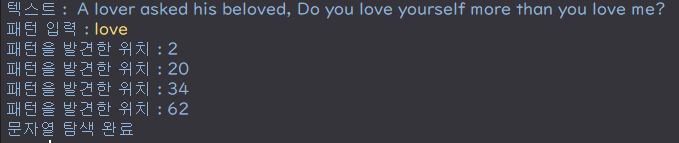 텍스트 : A lover asked his beloved, Do you love yourself more than you love me?
패턴 입력 : love
패턴을 발견한 위치 : 2
패턴을 발견한 위치 : 20
패턴을 발견한 위치 : 34
패턴을 발견한 위치 : 62
문자열 탐색 완료